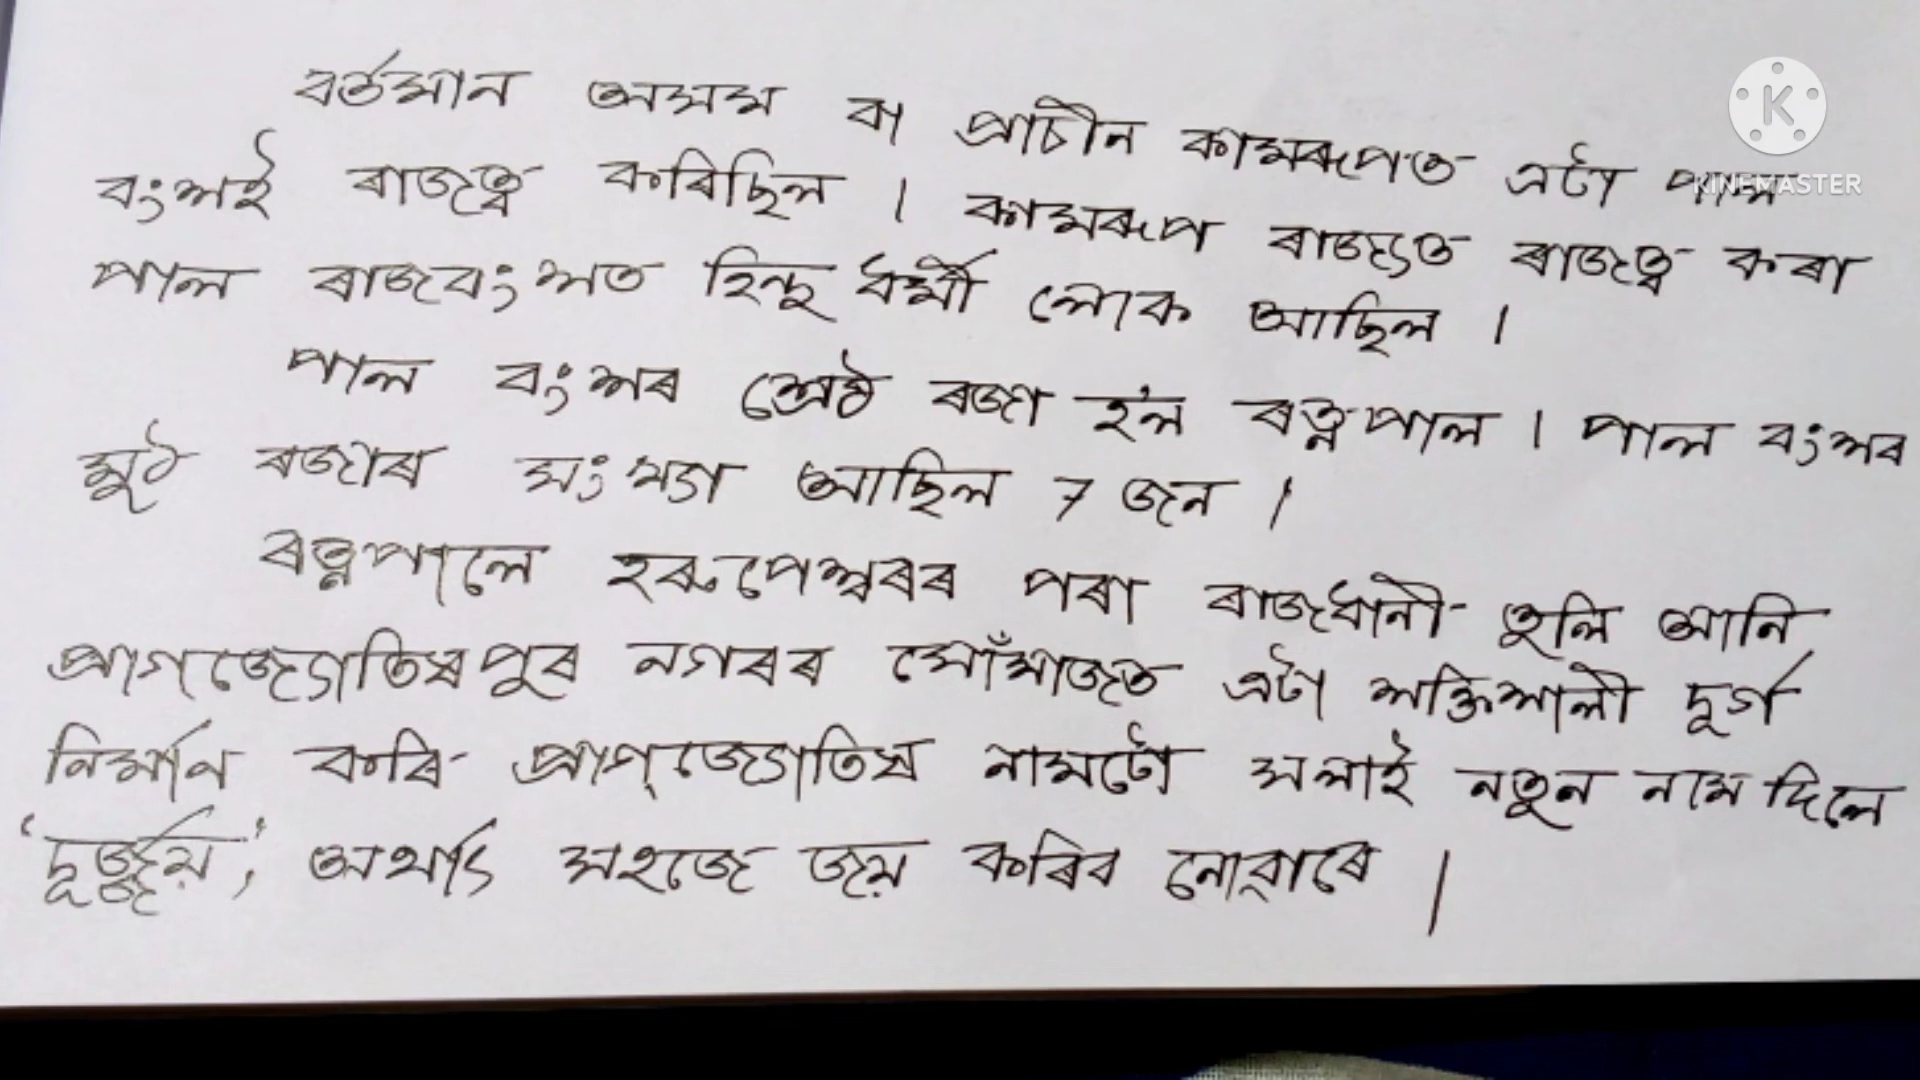 বৰ্তমান অসম বা প্ৰাচীন কামৰূপত এটা পাল
বংশই ৰাজত্ব কৰিছিল । কামৰূপ ৰাজ্যত ৰাজত্ব কৰা
পাল ৰাজবংশত হিন্দু ধৰ্মী লোক আছিল ।
পাল বংশৰ শ্ৰেষ্ঠ ৰজা হ'ল ৰত্নপাল । পাল বংশৰ
মুঠ ৰজাৰ সংখ্যা আছিল 7 জন ।
ৰত্নপালে হৰুপেশ্বৰৰ পৰা ৰাজধানী তুলি আনি
প্ৰাগজ্যোতিষপুৰ নগৰৰ সোঁমাজত এটা শক্তিশালী দূৰ্গ
নিৰ্মান কৰি প্ৰাগ্জ্যোতিষ নামটো সলাই নতুন নাম দিলে
'দূৰ্জ্জয়', অৰ্থাৎ সহজে জয় কৰিব নোৱাৰে ।
KINEMASTER